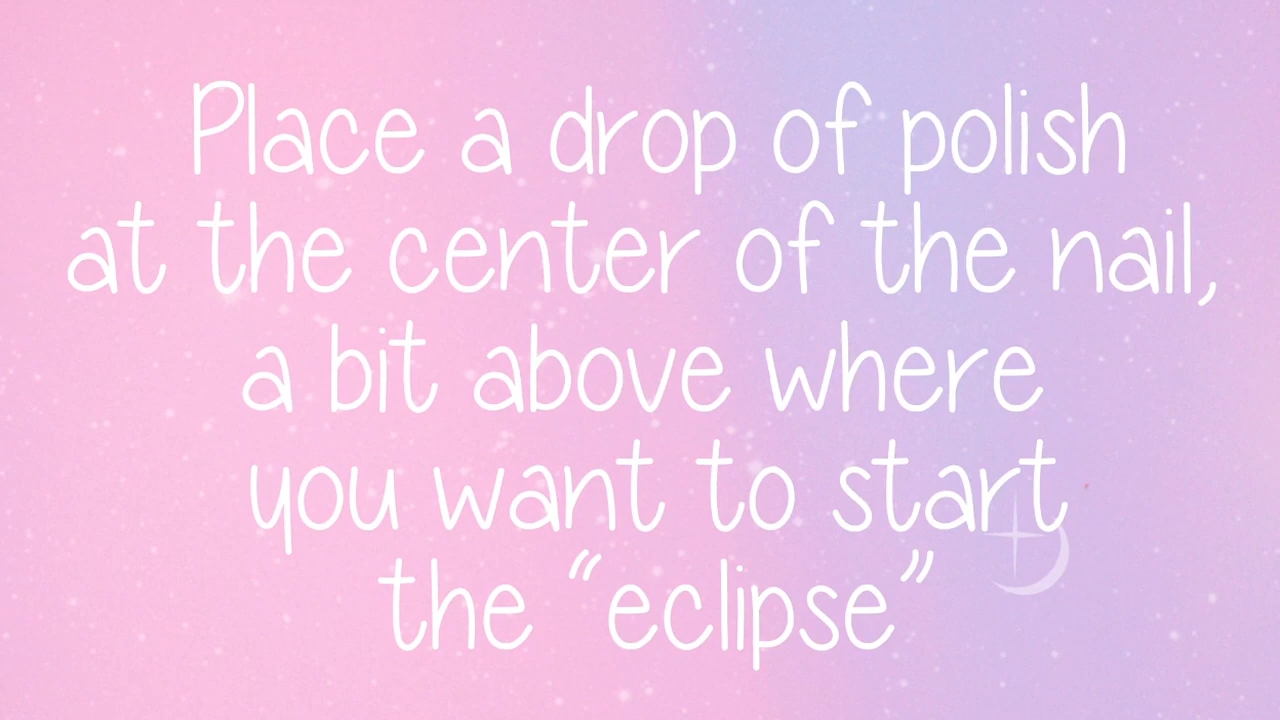 Place a drop of polish
at the center of the nail,
a bit above where
you want to start
the “eclipse”